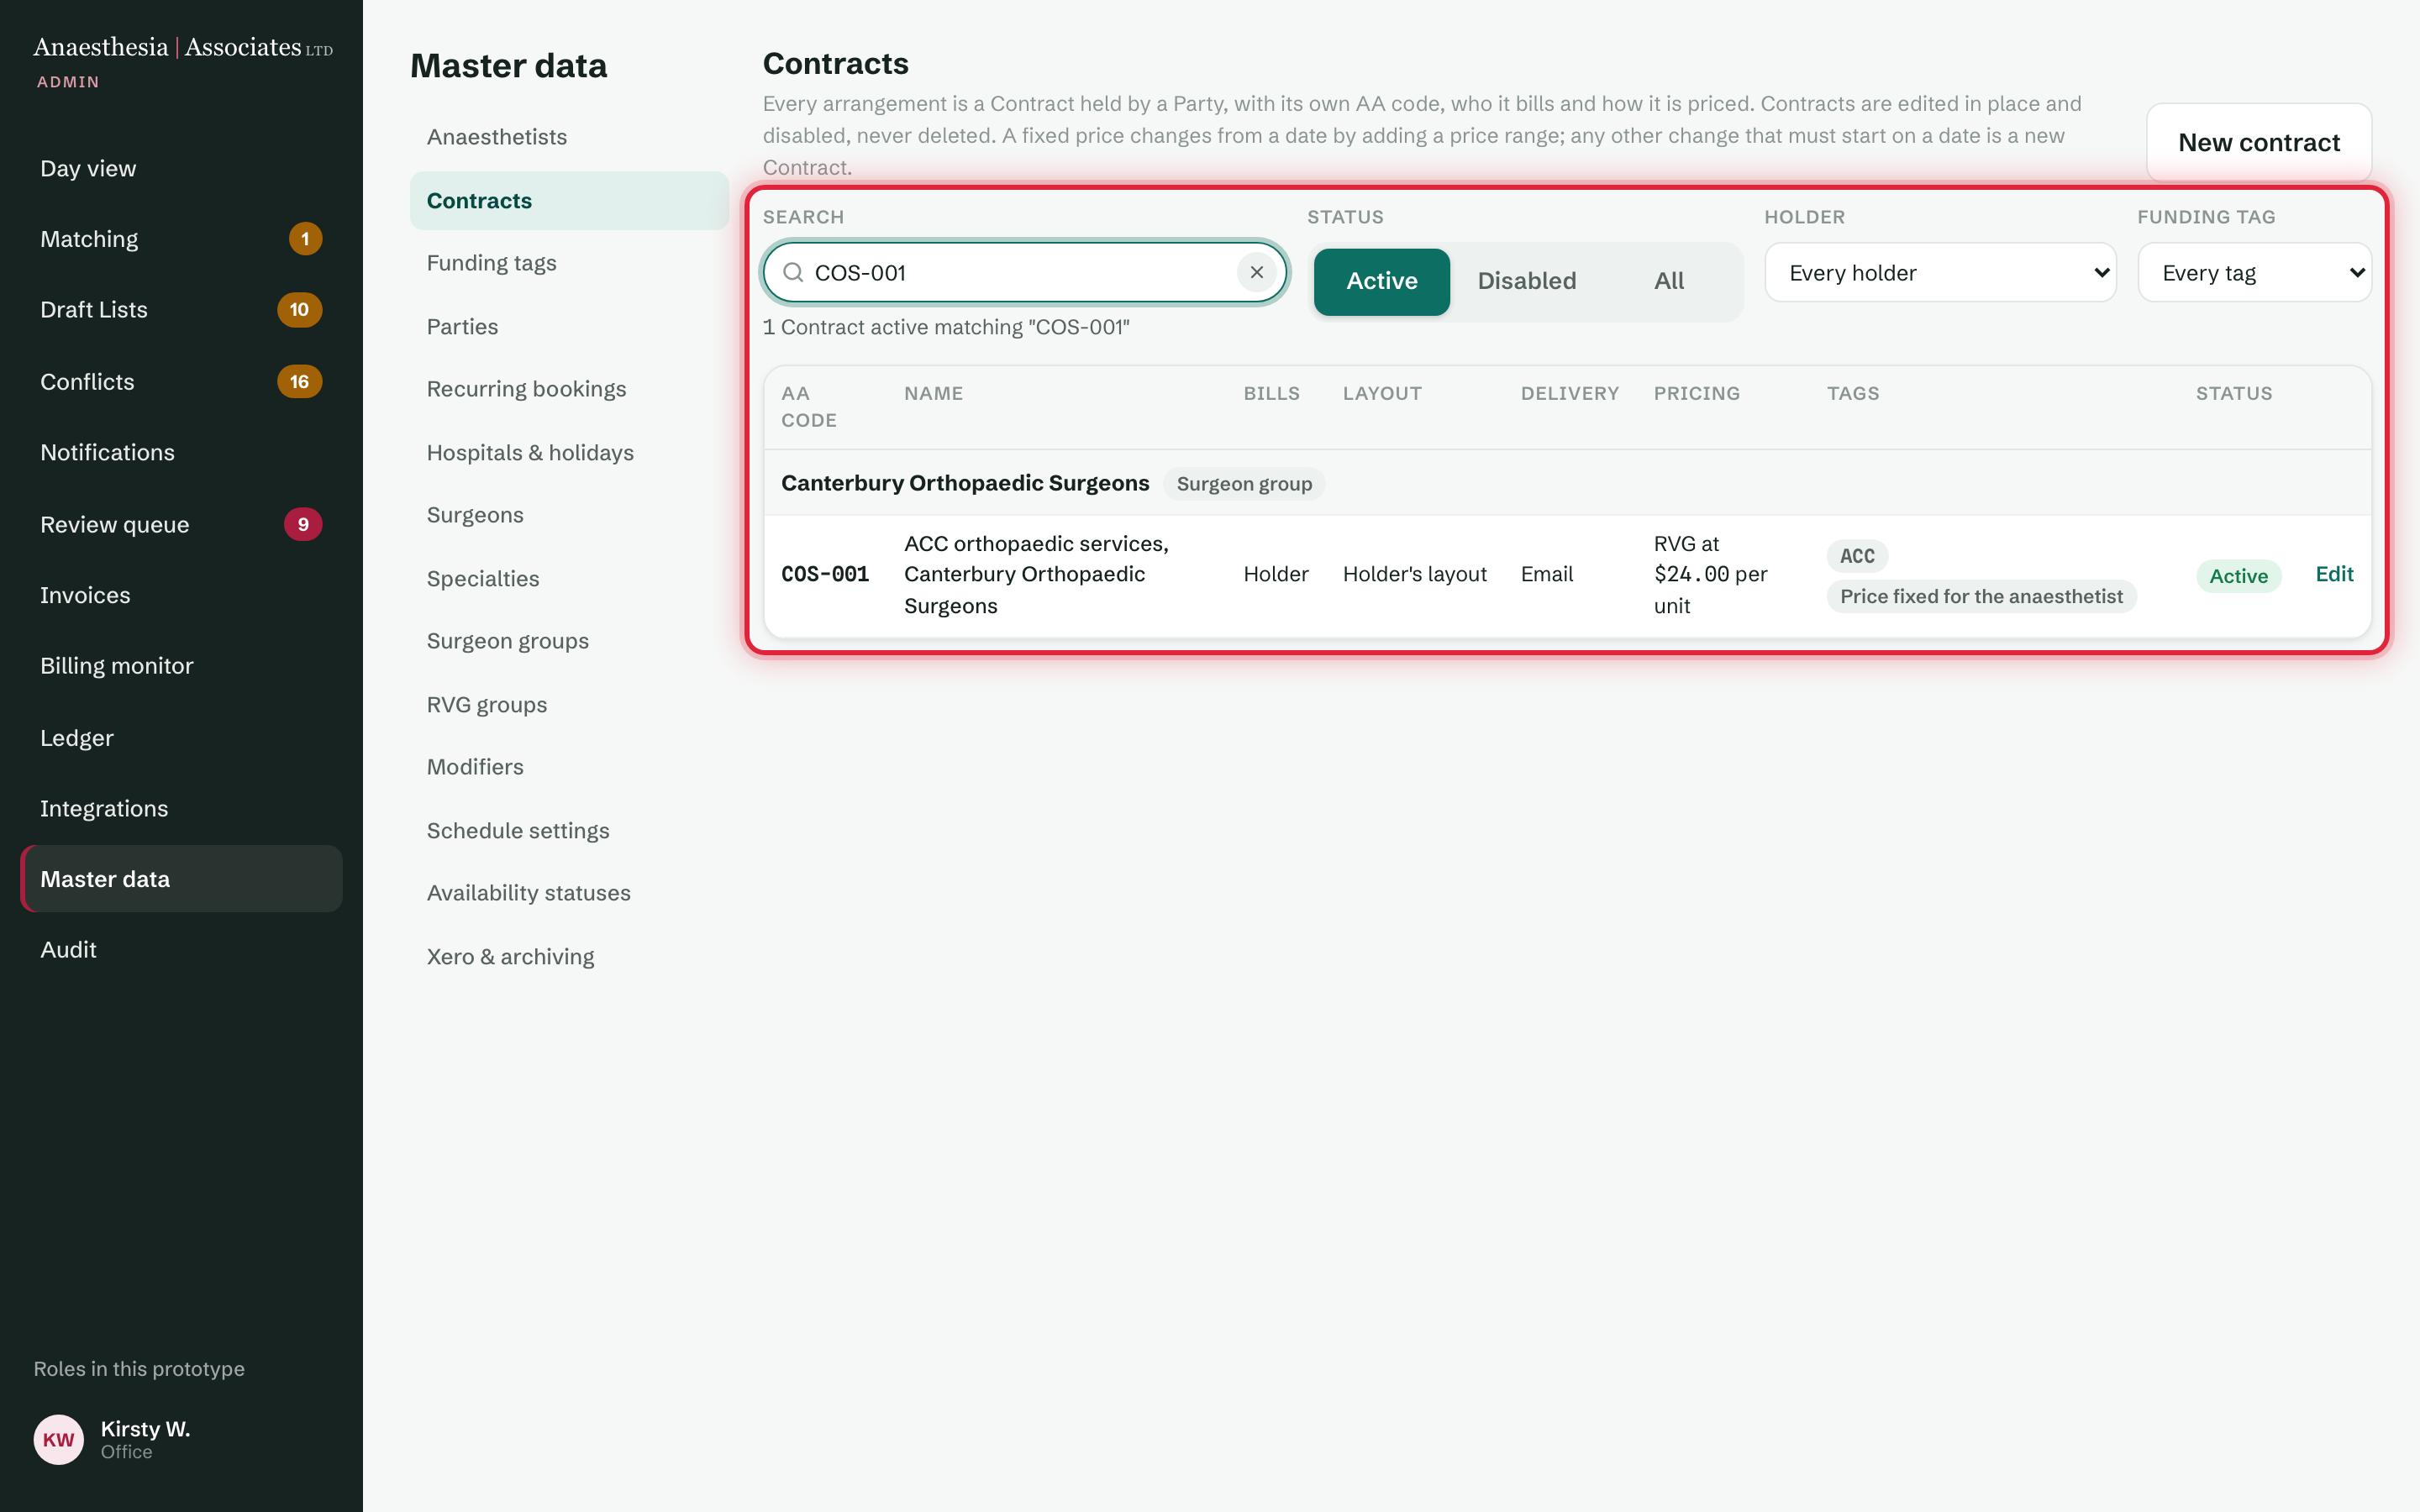 Anaesthesia | Associates LTD
ADMIN
Day view
Matching 1
Draft Lists 10
Conflicts 16
Notifications
Review queue 9
Invoices
Billing monitor
Ledger
Integrations
Master data
Audit
Roles in this prototype
KW
Kirsty W.
Office
Master data
Anaesthetists
Contracts
Funding tags
Parties
Recurring bookings
Hospitals & holidays
Surgeons
Specialties
Surgeon groups
RVG groups
Modifiers
Schedule settings
Availability statuses
Xero & archiving
Contracts
Every arrangement is a Contract held by a Party, with its own AA code, who it bills and how it is priced. Contracts are edited in place and
disabled, never deleted. A fixed price changes from a date by adding a price range; any other change that must start on a date is a new
Contract.
New contract
SEARCH STATUS HOLDER FUNDING TAG
COS-001 Active Disabled All Every holder Every tag
1 Contract active matching "COS-001"
AA CODE NAME BILLS LAYOUT DELIVERY PRICING TAGS STATUS
Canterbury Orthopaedic Surgeons Surgeon group
COS-001
ACC orthopaedic services,
Canterbury Orthopaedic
Surgeons
Holder
Holder's layout
Email
RVG at
$24.00 per
unit
ACC
Price fixed for the anaesthetist
Active
Edit